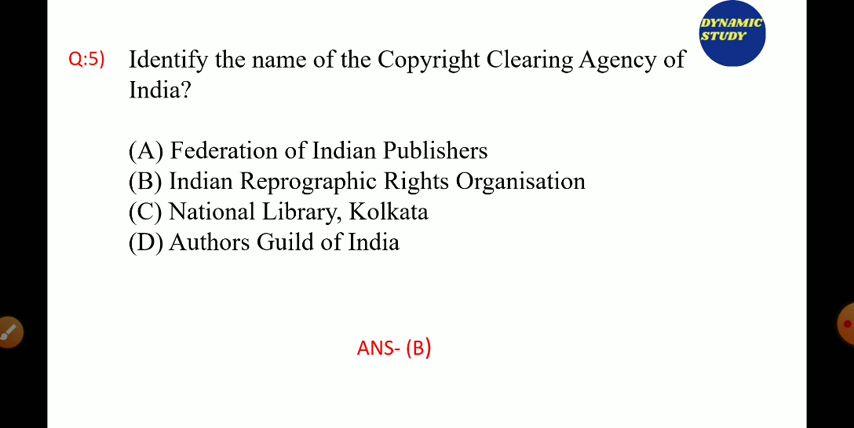 DYNAMIC
STUDY
Q:5) Identify the name of the Copyright Clearing Agency of
India?
(A) Federation of Indian Publishers
(B) Indian Reprographic Rights Organisation
(C) National Library, Kolkata
(D) Authors Guild of India
ANS- (B)